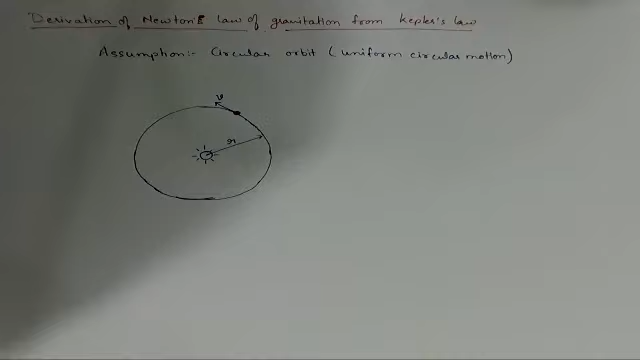 Derivation of Newton's law of gravitation from Kepler's law
Assumption:- Circular orbit (uniform circular motion)
v
r